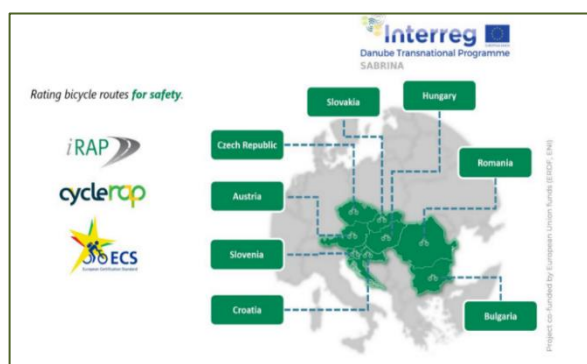 Interreg
Danube Transnational Programme
SABRINA
Rating bicycle routes for safety.
iRAP
cyclerap
ECS
European Certification Standard
Slovakia
Hungary
Czech Republic
Romania
Austria
Slovenia
Croatia
Bulgaria
Project co-funded by European Union funds (ERDF, ENI)